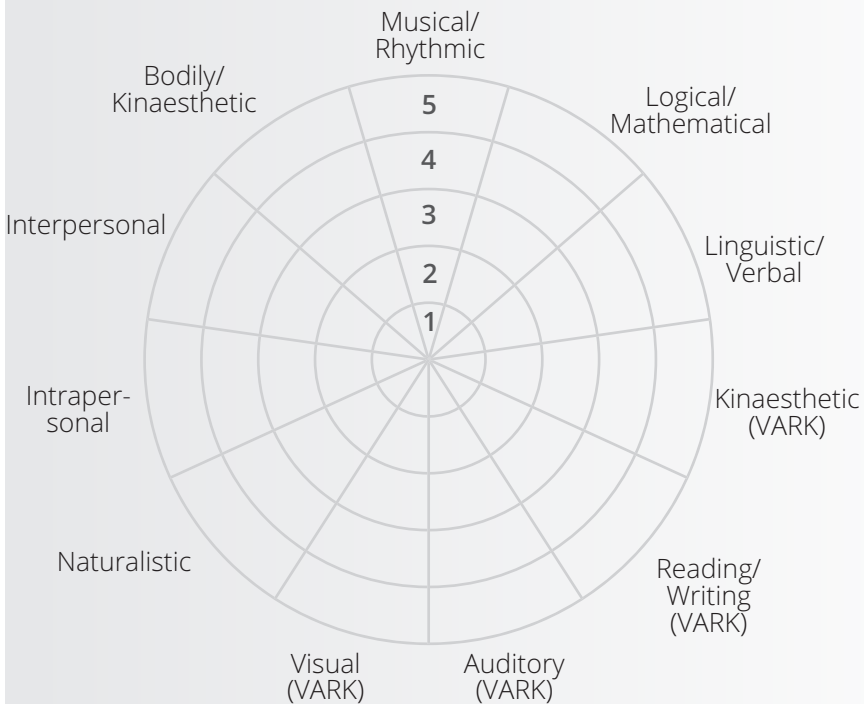 Musical/
Rhythmic
Bodily/
Kinaesthetic
Logical/
Mathematical
5
4
3
2
1
Interpersonal
Linguistic/
Verbal
Intraper-
sonal
Kinaesthetic
(VARK)
Naturalistic
Reading/
Writing
(VARK)
Visual
(VARK)
Auditory
(VARK)